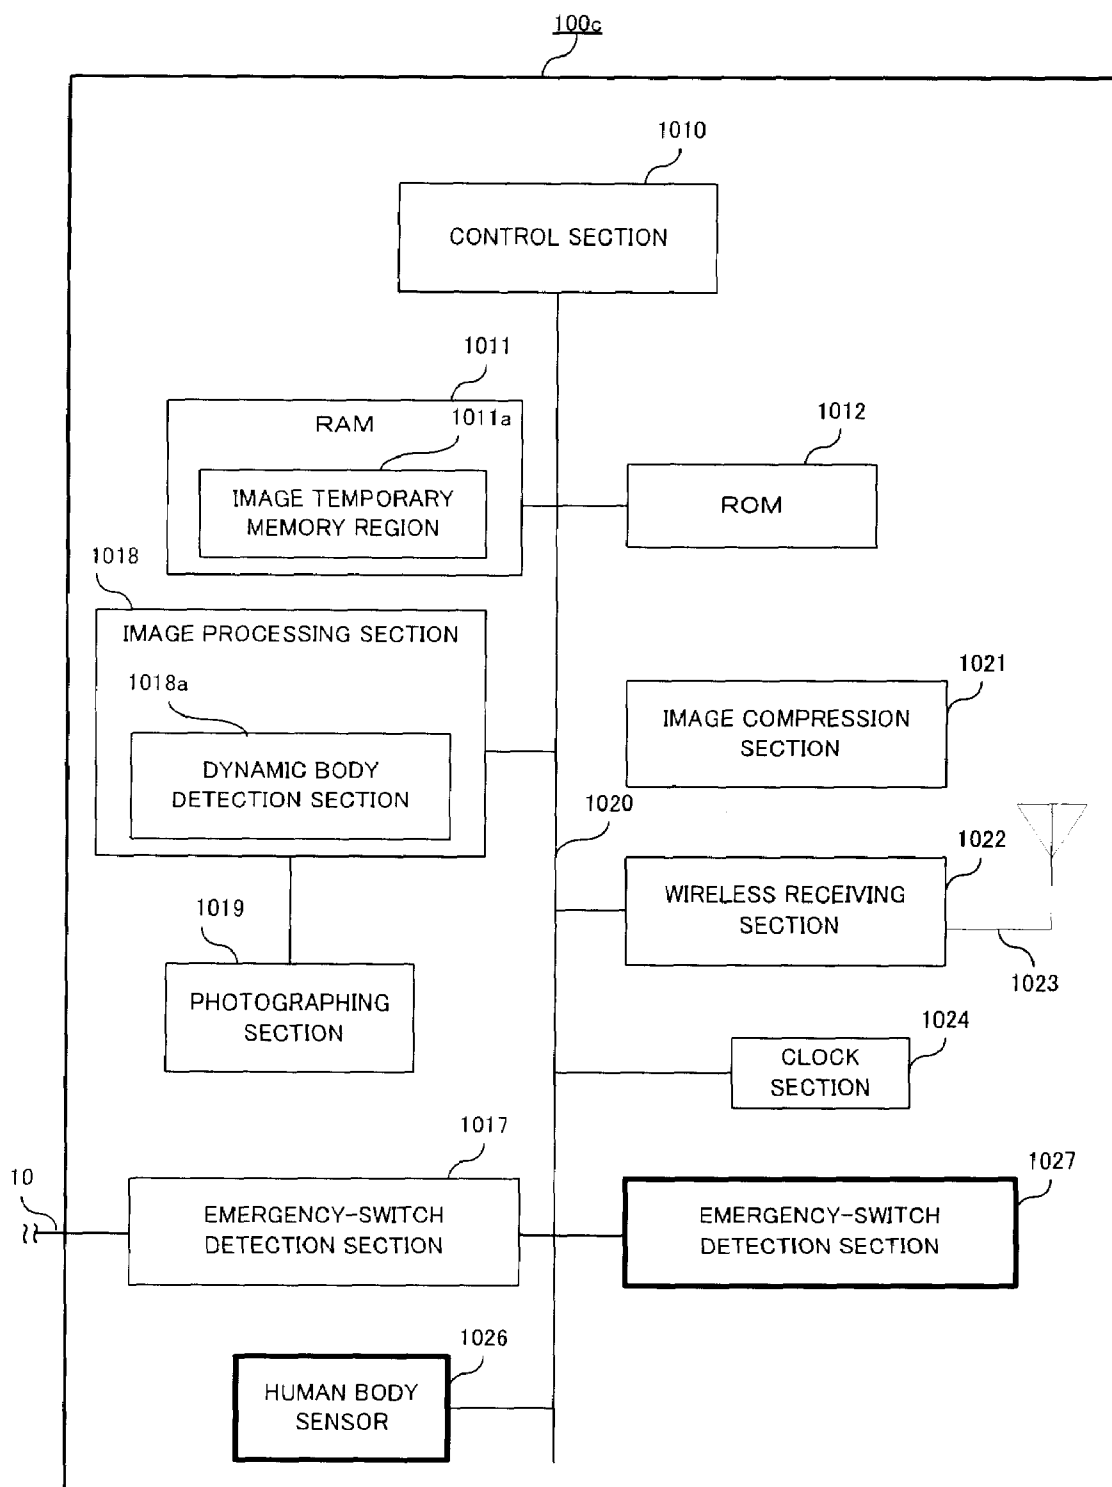 100c
1010
CONTROL SECTION
1011
RAM
1011a
IMAGE TEMPORARY
MEMORY REGION
1012
ROM
1018
IMAGE PROCESSING SECTION
1018a
DYNAMIC BODY
DETECTION SECTION
1021
IMAGE COMPRESSION
SECTION
1020
1022
WIRELESS RECEIVING
SECTION
1023
1019
PHOTOGRAPHING
SECTION
1024
CLOCK
SECTION
10
1017
EMERGENCY-SWITCH
DETECTION SECTION
1027
EMERGENCY-SWITCH
DETECTION SECTION
1026
HUMAN BODY
SENSOR